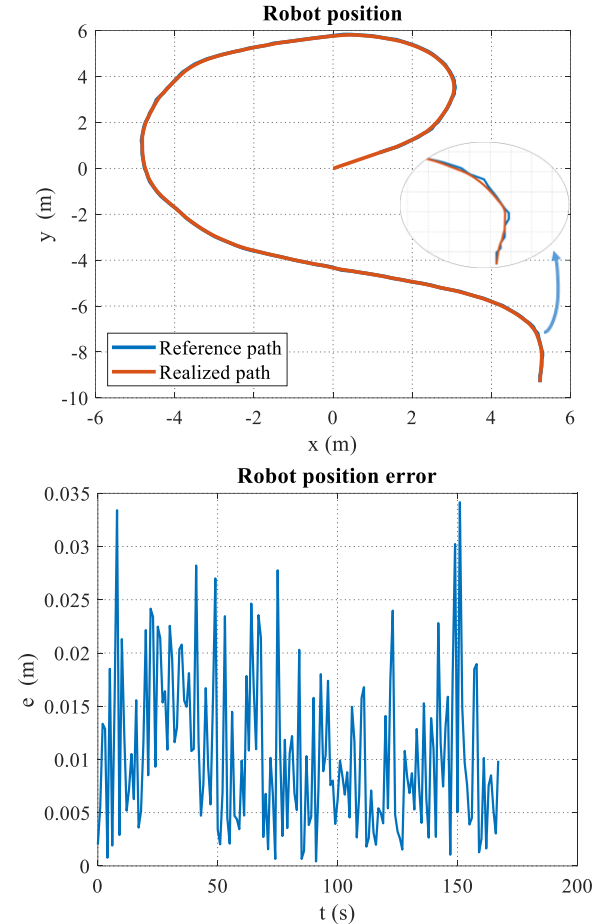 Robot position
6
4
2
0
-2
-4
-6
-8
-10
y (m)
Reference path
Realized path
-6 -4 -2 0 2 4 6
x (m)
Robot position error
0.035
0.03
0.025
0.02
0.015
0.01
0.005
0
e (m)
0 50 100 150 200
t (s)